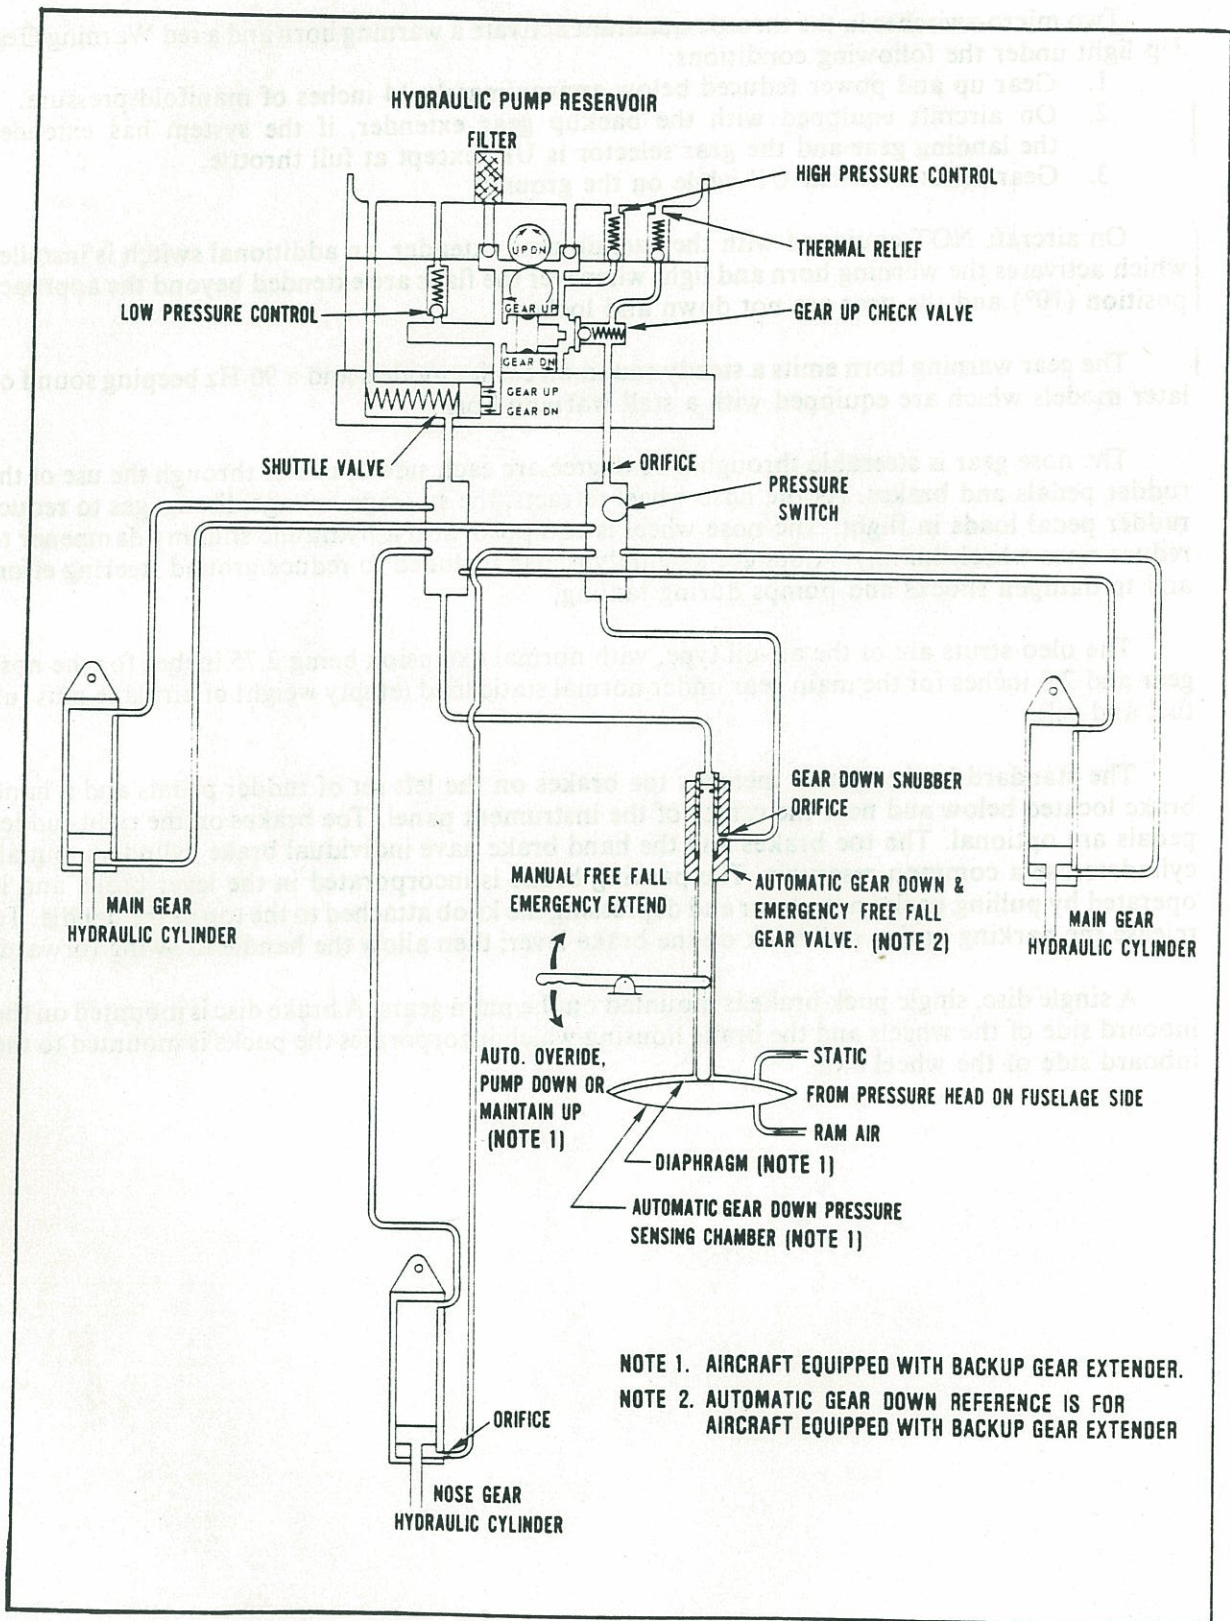 HYDRAULIC PUMP RESERVOIR
FILTER
HIGH PRESSURE CONTROL
UP DN
THERMAL RELIEF
GEAR UP
LOW PRESSURE CONTROL
GEAR UP CHECK VALVE
GEAR DN
GEAR UP
GEAR DN
SHUTTLE VALVE
ORIFICE
PRESSURE
SWITCH
GEAR DOWN SNUBBER
ORIFICE
MANUAL FREE FALL
EMERGENCY EXTEND
AUTOMATIC GEAR DOWN &
EMERGENCY FREE FALL
GEAR VALVE. (NOTE 2)
MAIN GEAR
HYDRAULIC CYLINDER
MAIN GEAR
HYDRAULIC CYLINDER
AUTO. OVERIDE,
PUMP DOWN OR
MAINTAIN UP
(NOTE 1)
STATIC
FROM PRESSURE HEAD ON FUSELAGE SIDE
RAM AIR
DIAPHRAGM (NOTE 1)
AUTOMATIC GEAR DOWN PRESSURE
SENSING CHAMBER (NOTE 1)
NOTE 1. AIRCRAFT EQUIPPED WITH BACKUP GEAR EXTENDER.
NOTE 2. AUTOMATIC GEAR DOWN REFERENCE IS FOR
AIRCRAFT EQUIPPED WITH BACKUP GEAR EXTENDER
ORIFICE
NOSE GEAR
HYDRAULIC CYLINDER